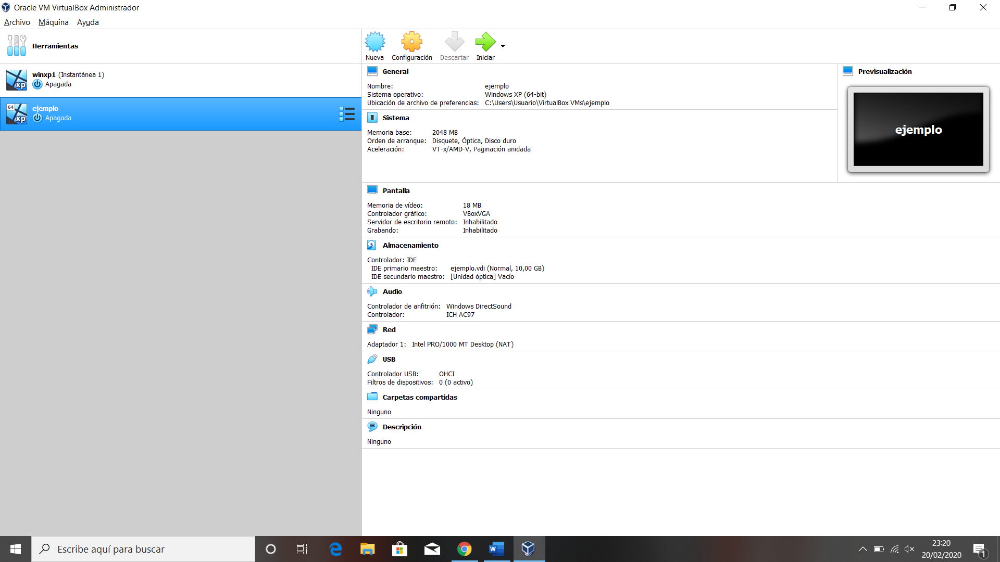 Oracle VM VirtualBox Administrador
Archivo Máquina Ayuda
Herramientas
winxp1 (Instantánea 1)
Apagada
64
xp
ejemplo
Apagada
xp
Nueva Configuración Descartar Iniciar
General
Nombre: ejemplo
Sistema operativo: Windows XP (64-bit)
Ubicación de archivo de preferencias: C:\Users\Usuario\VirtualBox VMs\ejemplo
Sistema
Memoria base: 2048 MB
Orden de arranque: Disquete, Óptica, Disco duro
Aceleración: VT-x/AMD-V, Paginación anidada
Previsualización
ejemplo
Pantalla
Memoria de vídeo: 18 MB
Controlador gráfico: VBoxVGA
Servidor de escritorio remoto: Inhabilitado
Grabando: Inhabilitado
Almacenamiento
Controlador: IDE
IDE primario maestro: ejemplo.vdi (Normal, 10,00 GB)
IDE secundario maestro: [Unidad óptica] Vacío
Audio
Controlador de anfitrión: Windows DirectSound
Controlador: ICH AC97
Red
Adaptador 1: Intel PRO/1000 MT Desktop (NAT)
USB
Controlador USB: OHCI
Filtros de dispositivos: 0 (0 activo)
Carpetas compartidas
Ninguno
Descripción
Ninguno
Escribe aquí para buscar
W
23:20
20/02/2020
1